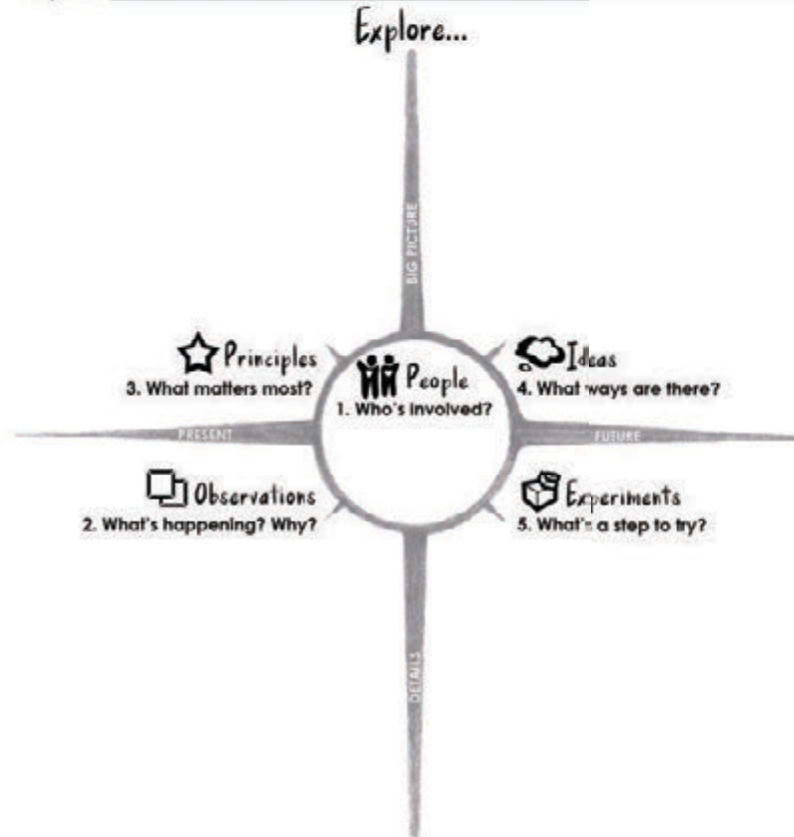 Explore...
BIG PICTURE
Principles
3. What matters most?
People
1. Who's involved?
Ideas
4. What ways are there?
PRESENT
FUTURE
Observations
2. What's happening? Why?
Experiments
5. What's a step to try?
DETAILS